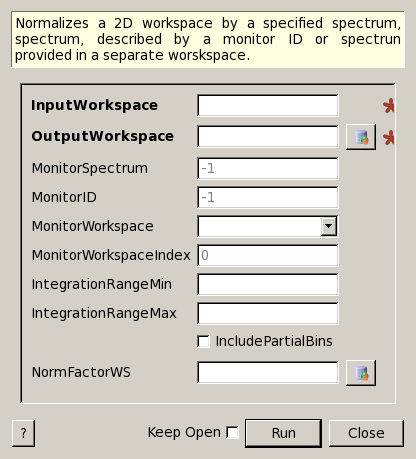 Normalizes a 2D workspace by a specified spectrum,
spectrum, described by a monitor ID or spectrun
provided in a separate worskspace.
InputWorkspace
OutputWorkspace
MonitorSpectrum -1
MonitorID -1
MonitorWorkspace
MonitorWorkspaceIndex 0
IntegrationRangeMin
IntegrationRangeMax
IncludePartialBins
NormFactorWS
? Keep Open Run Close